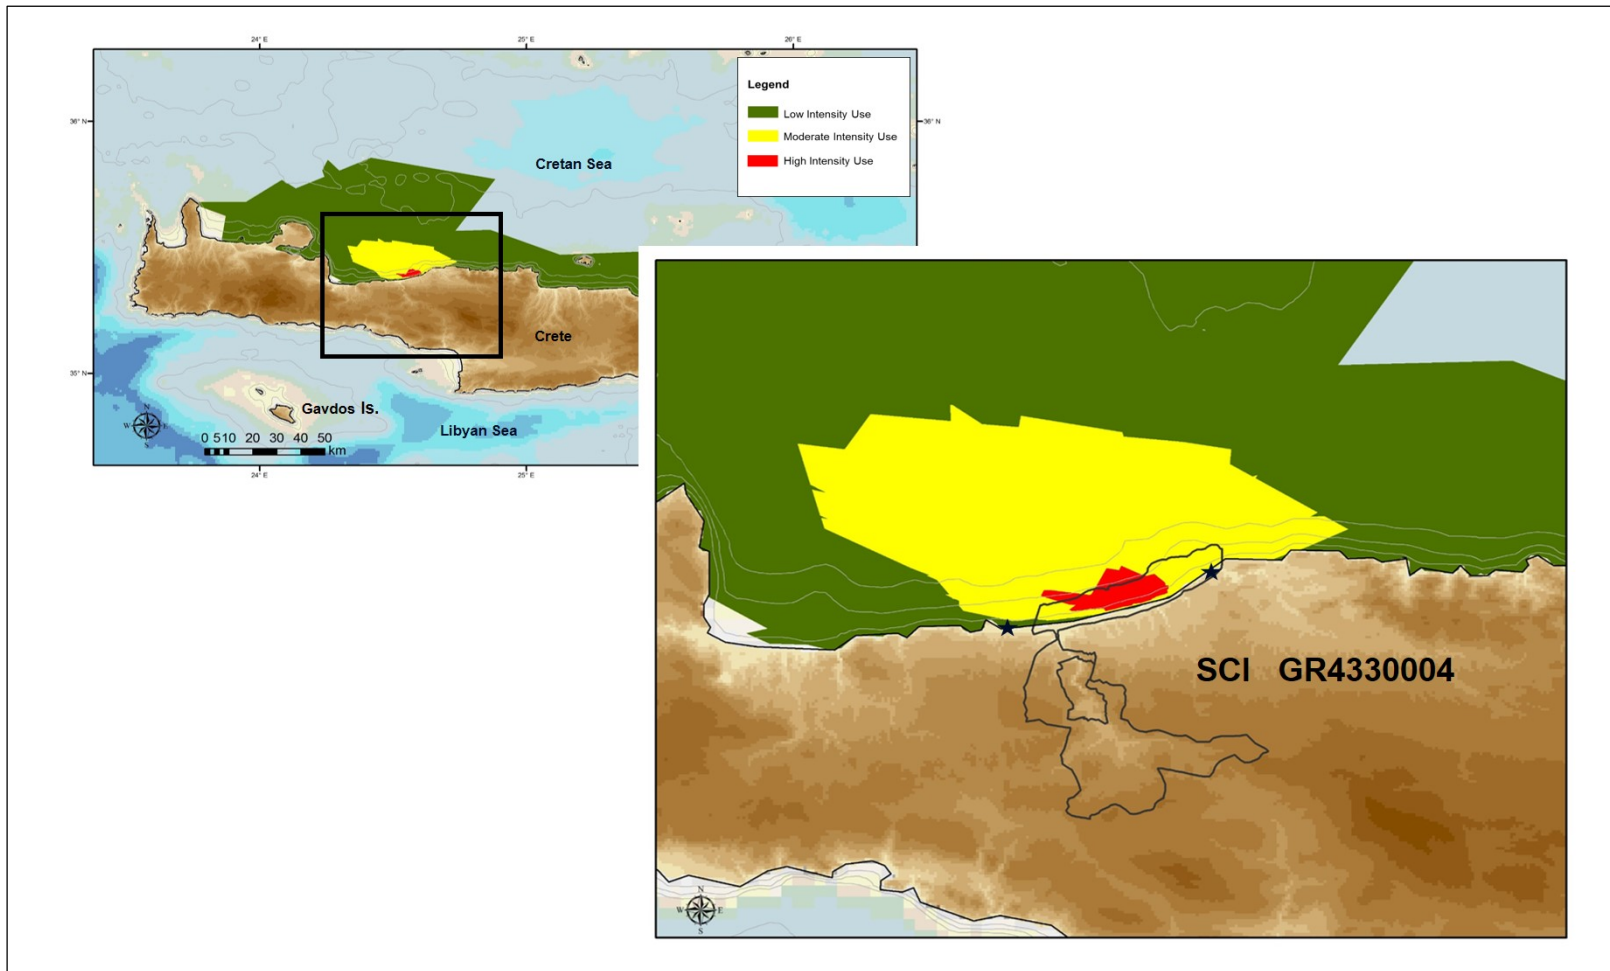 24° E 25° E 26° E
36° N
36° N
Legend
Low Intensity Use
Moderate Intensity Use
High Intensity Use
Cretan Sea
Crete
35° N
Gavdos Is.
Libyan Sea
N
W E
S
0 5 10 20 30 40 50
km
24° E 25° E
SCI GR4330004
N
W E
S